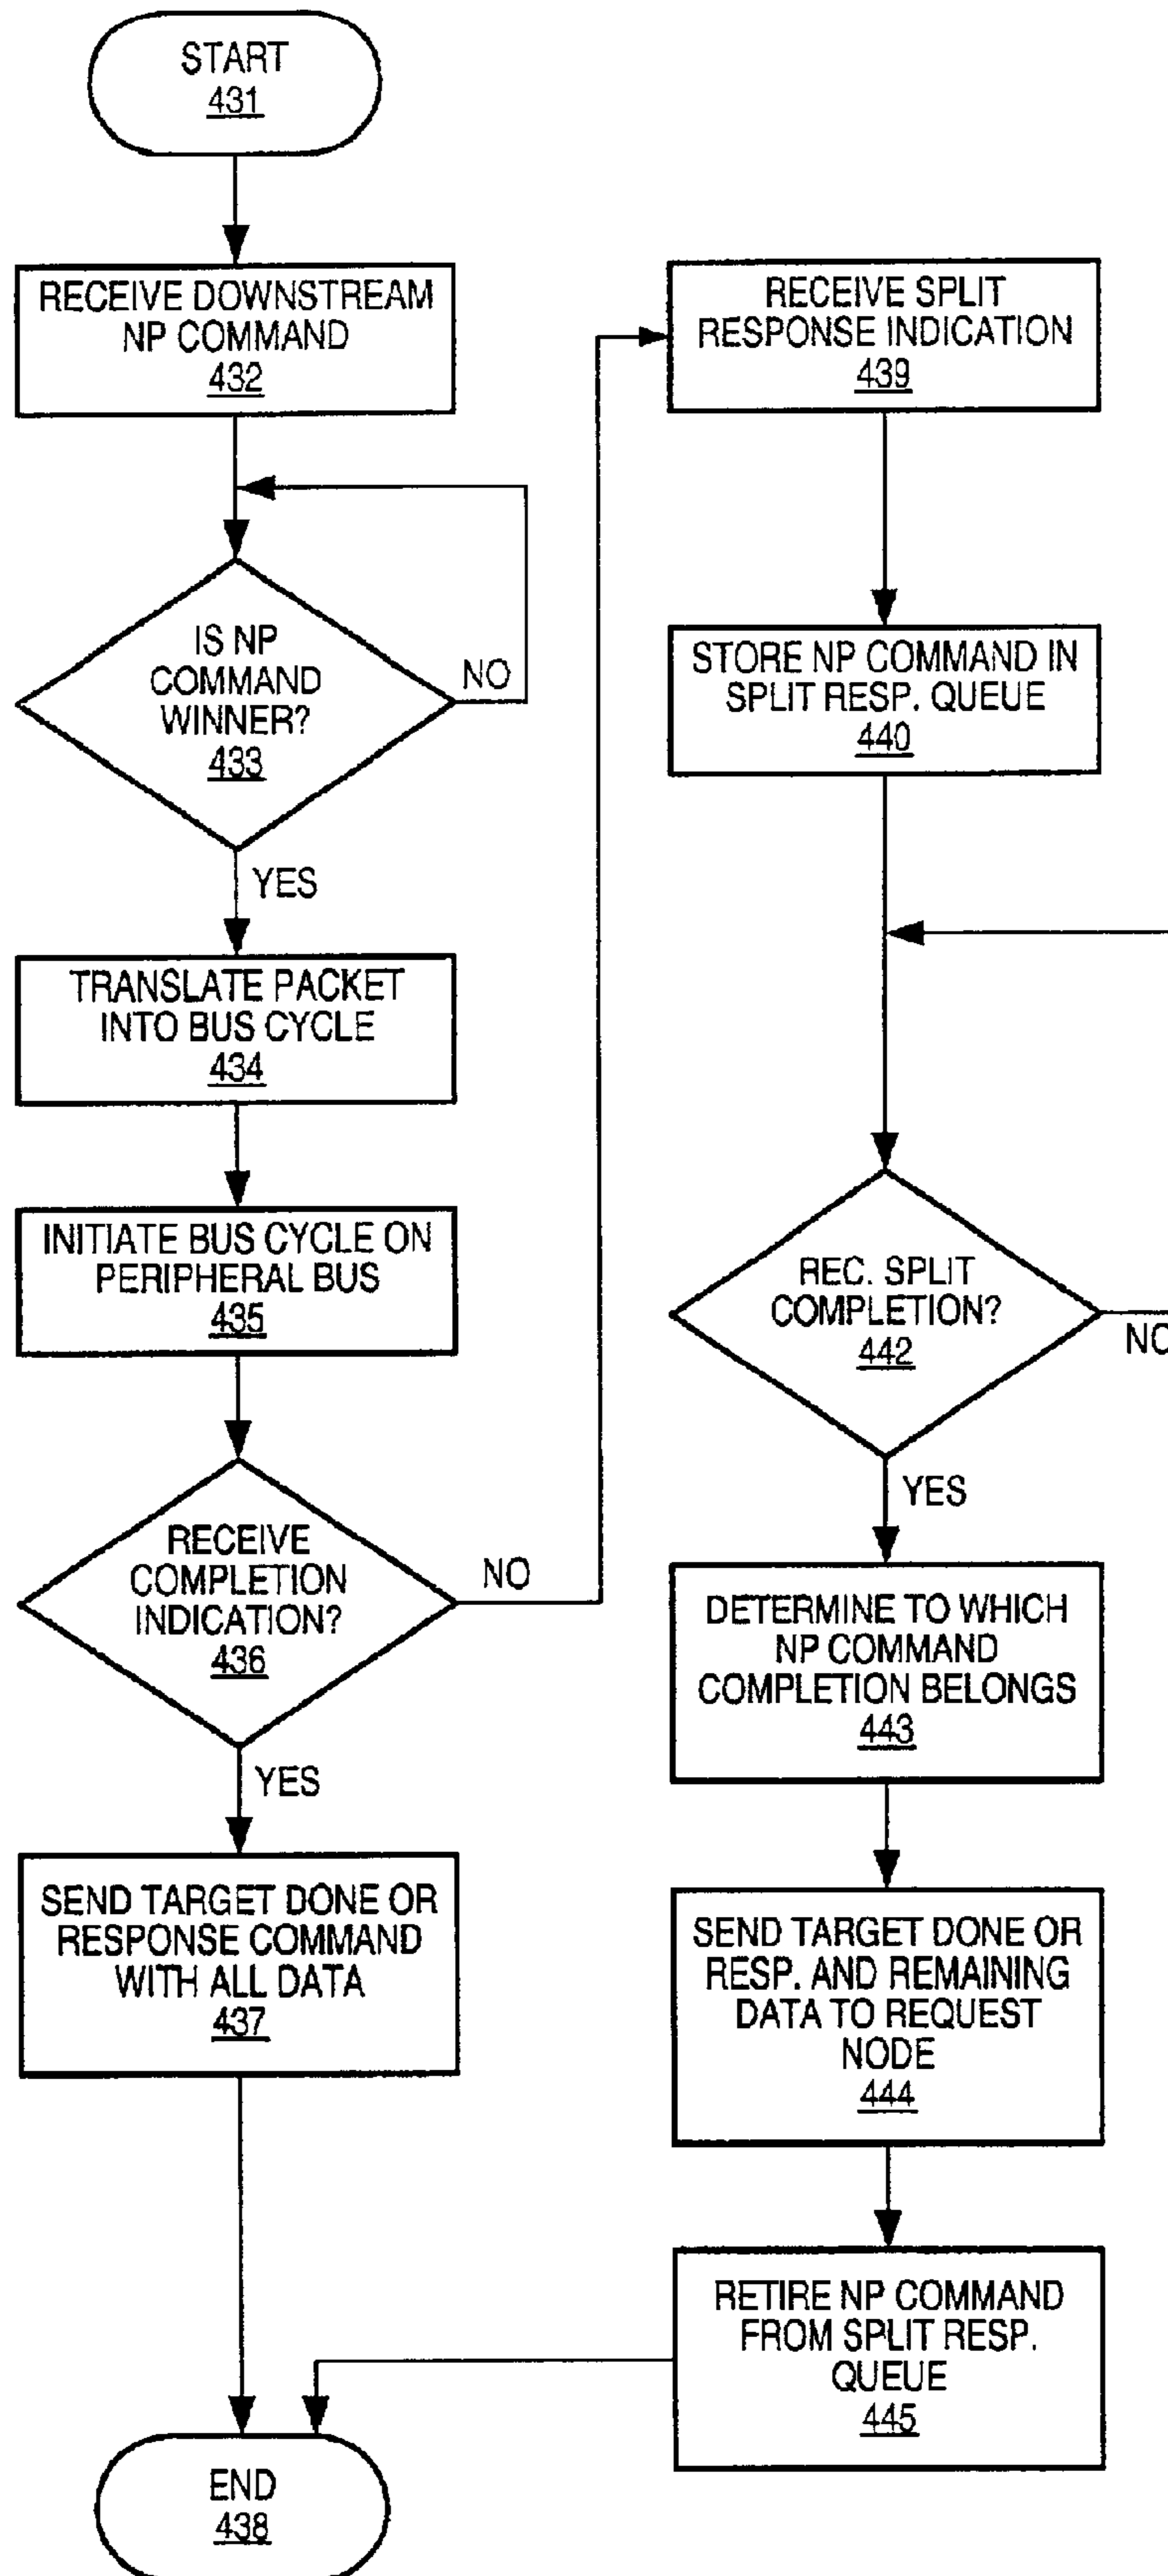 START
431
RECEIVE DOWNSTREAM
NP COMMAND
432
IS NP
COMMAND
WINNER?
433
NO
YES
TRANSLATE PACKET
INTO BUS CYCLE
434
INITIATE BUS CYCLE ON
PERIPHERAL BUS
435
RECEIVE
COMPLETION
INDICATION?
436
NO
YES
SEND TARGET DONE OR
RESPONSE COMMAND
WITH ALL DATA
437
END
438
RECEIVE SPLIT
RESPONSE INDICATION
439
STORE NP COMMAND IN
SPLIT RESP. QUEUE
440
REC. SPLIT
COMPLETION?
442
NO
YES
DETERMINE TO WHICH
NP COMMAND
COMPLETION BELONGS
443
SEND TARGET DONE OR
RESP. AND REMAINING
DATA TO REQUEST
NODE
444
RETIRE NP COMMAND
FROM SPLIT RESP.
QUEUE
445